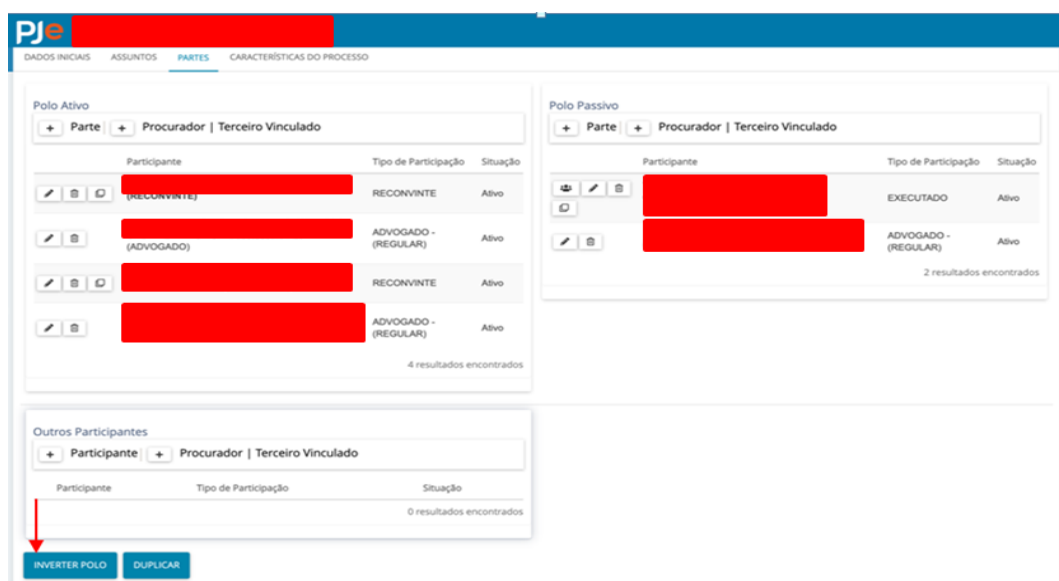 PJe
DADOS INICIAIS ASSUNTOS PARTES CARACTERÍSTICAS DO PROCESSO
Polo Ativo
+ Parte + Procurador | Terceiro Vinculado
Participante Tipo de Participação Situação
(RECONVINTE) RECONVINTE Ativo
(ADVOGADO) ADVOGADO - (REGULAR) Ativo
RECONVINTE Ativo
ADVOGADO - (REGULAR) Ativo
4 resultados encontrados
Polo Passivo
+ Parte + Procurador | Terceiro Vinculado
Participante Tipo de Participação Situação
EXECUTADO Ativo
ADVOGADO - (REGULAR) Ativo
2 resultados encontrados
Outros Participantes
+ Participante + Procurador | Terceiro Vinculado
Participante Tipo de Participação Situação
0 resultados encontrados
INVERTER POLO DUPLICAR